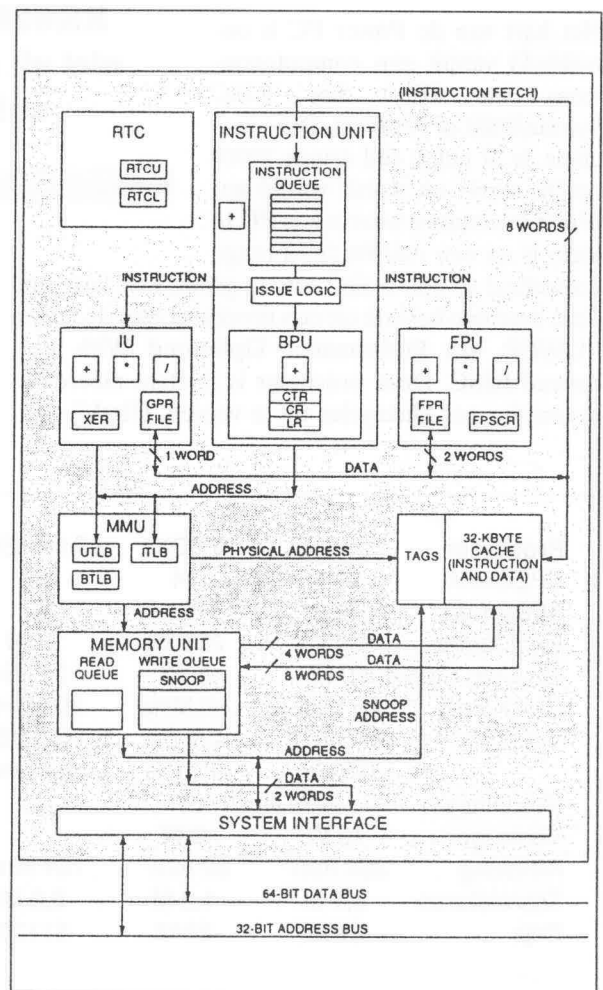 (INSTRUCTION FETCH)
RTC
RTCU
RTCL
INSTRUCTION UNIT
INSTRUCTION
QUEUE
+
8 WORDS
INSTRUCTION
ISSUE LOGIC
INSTRUCTION
IU
+ * /
XER
GPR
FILE
BPU
+
CTR
CR
LR
FPU
+ * /
FPR
FILE
FPSCR
1 WORD
2 WORDS
DATA
ADDRESS
MMU
UTLB
ITLB
BTLB
PHYSICAL ADDRESS
TAGS
32-KBYTE
CACHE
(INSTRUCTION
AND DATA)
ADDRESS
MEMORY UNIT
READ
QUEUE
WRITE QUEUE
SNOOP
DATA
4 WORDS
DATA
8 WORDS
SNOOP
ADDRESS
ADDRESS
DATA
2 WORDS
SYSTEM INTERFACE
64-BIT DATA BUS
32-BIT ADDRESS BUS